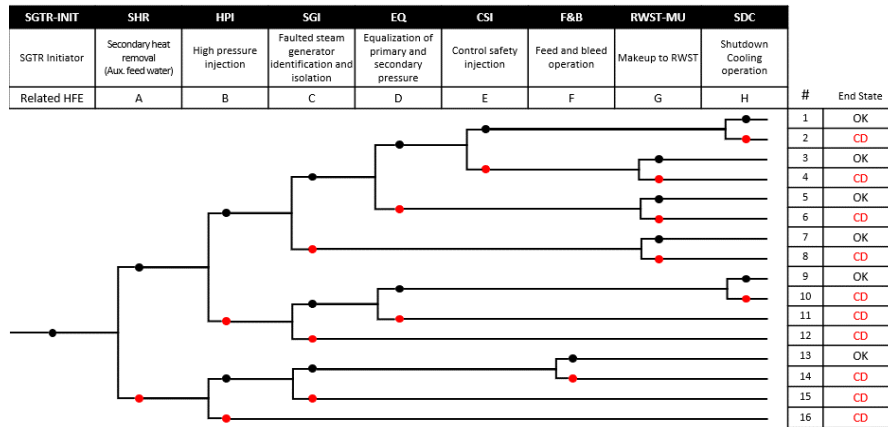 SGTR-INIT SHR HPI SGI EQ CSI F&B RWST-MU SDC
SGTR Initiator
Secondary heat
removal
(Aux. feed water)
High pressure
injection
Faulted steam
generator
identification and
isolation
Equalization of
primary and
secondary
pressure
Control safety
injection
Feed and bleed
operation
Makeup to RWST
Shutdown
Cooling
operation
Related HFE A B C D E F G H # End State
1 OK
2 CD
3 OK
4 CD
5 OK
6 CD
7 OK
8 CD
9 OK
10 CD
11 CD
12 CD
13 OK
14 CD
15 CD
16 CD